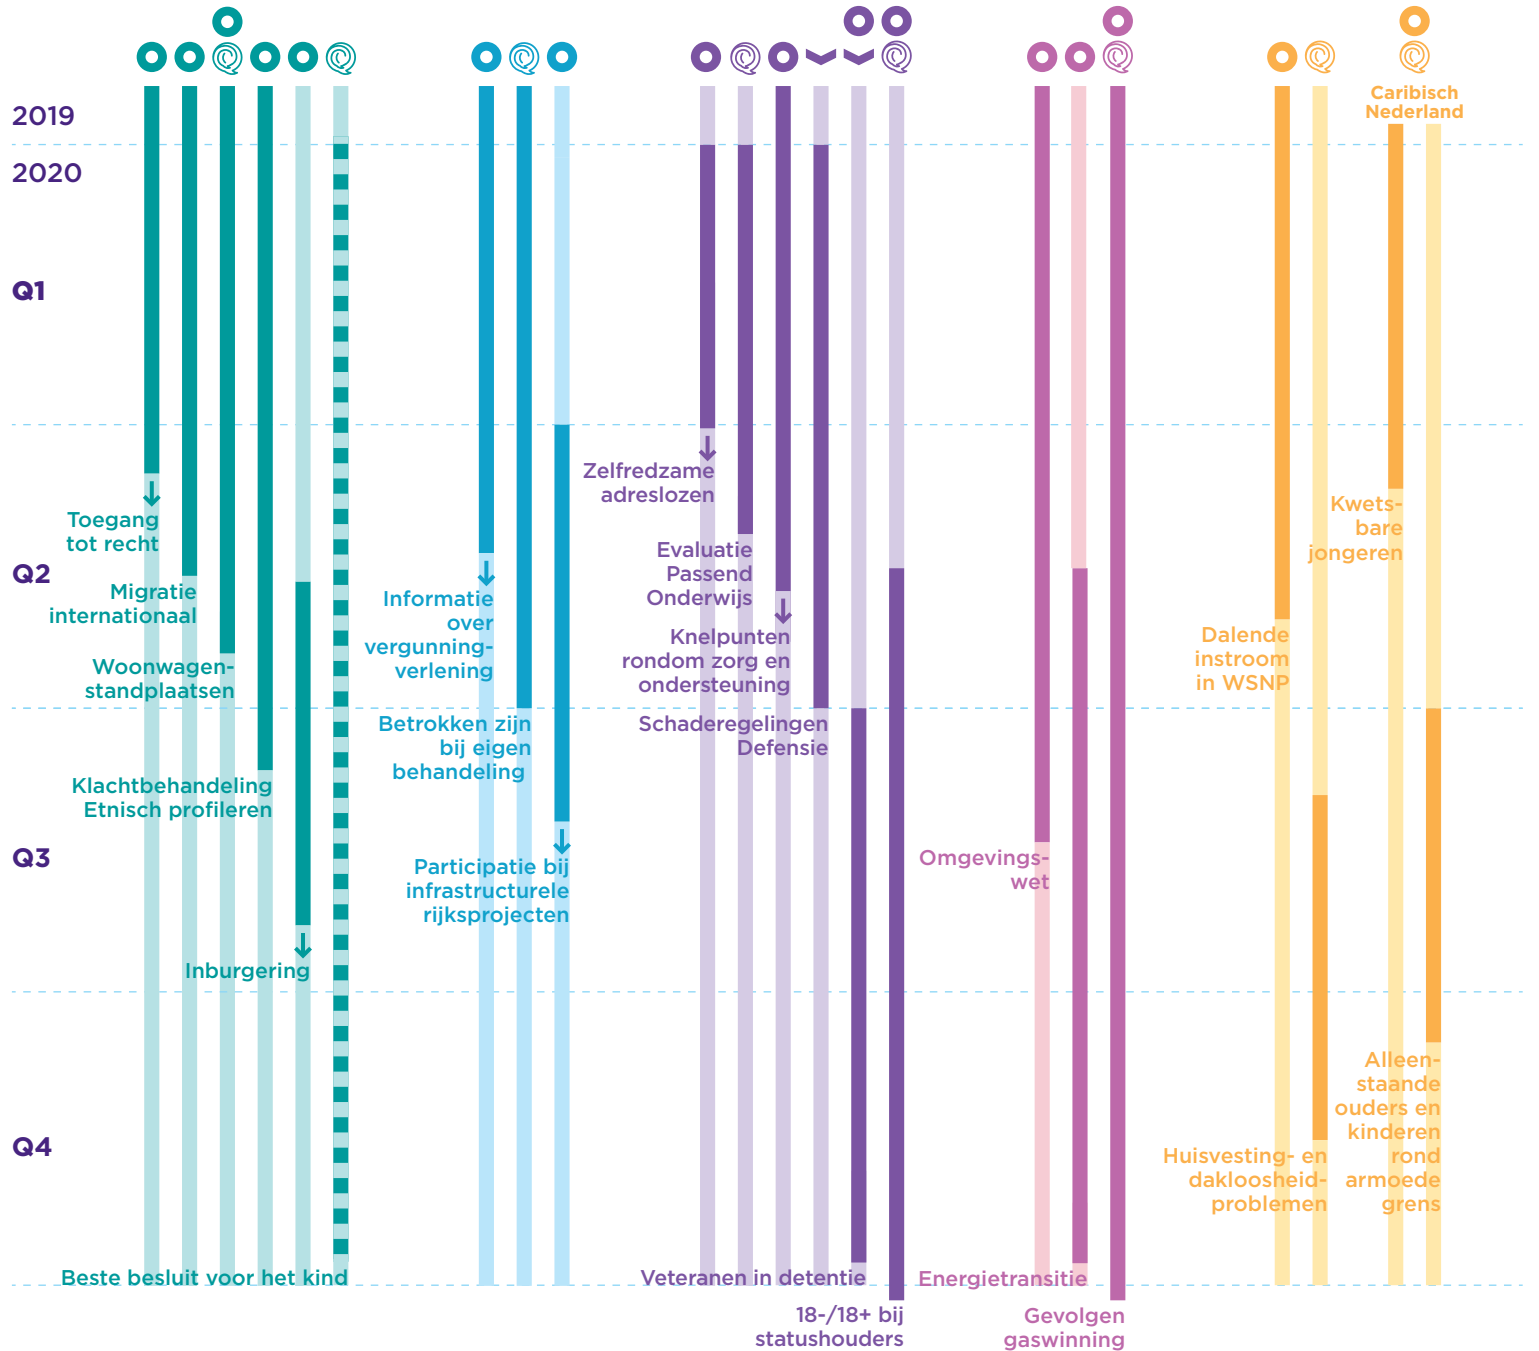 Caribisch
Nederland
2019
2020
Q1
Q2
Q3
Q4
Toegang
tot recht
Migratie
internationaal
Woonwagen-
standplaatsen
Klachtbehandeling
Etnisch profileren
Inburgering
Beste besluit voor het kind
Informatie
over
vergunning-
verlening
Betrokken zijn
bij eigen
behandeling
Participatie bij
infrastructurele
rijksprojecten
Zelfredzame
adreslozen
Evaluatie
Passend
Onderwijs
Knelpunten
rondom zorg en
ondersteuning
Schaderegelingen
Defensie
Veteranen in detentie
18-/18+ bij
statushouders
Omgevings-
wet
Energietransitie
Gevolgen
gaswinning
Dalende
instroom
in WSNP
Huisvesting- en
dakloosheid-
problemen
Kwets-
bare
jongeren
Alleen-
staande
ouders en
kinderen
rond
armoede
grens